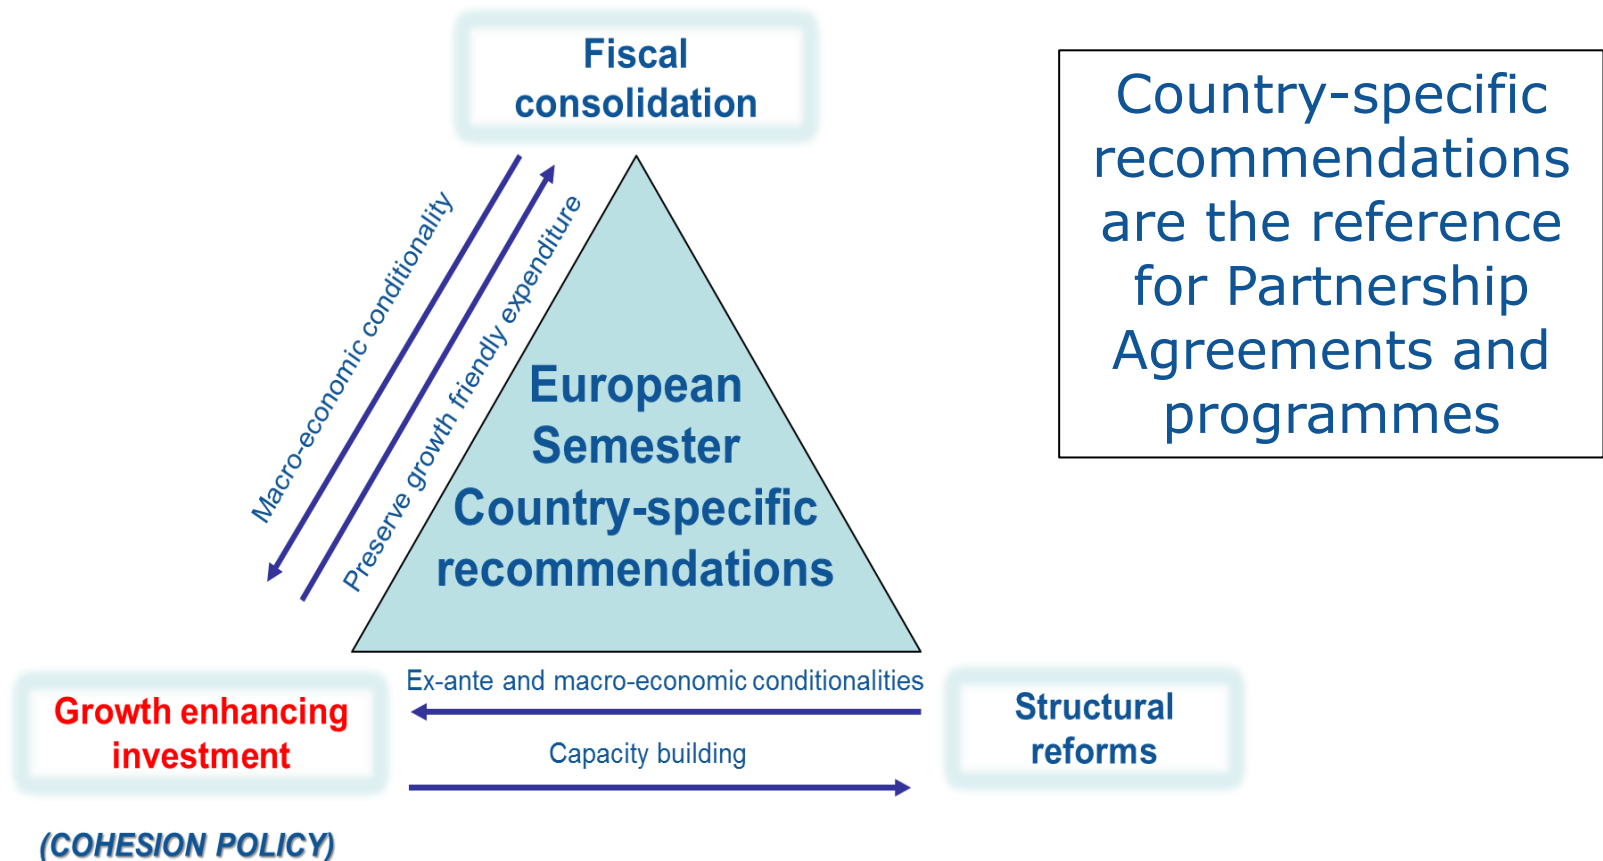 Fiscal
consolidation
Country-specific
recommendations
are the reference
for Partnership
Agreements and
programmes
Macro-economic conditionality
Preserve growth friendly expenditure
European
Semester
Country-specific
recommendations
Ex-ante and macro-economic conditionalities
Growth enhancing
investment
Capacity building
Structural
reforms
(COHESION POLICY)